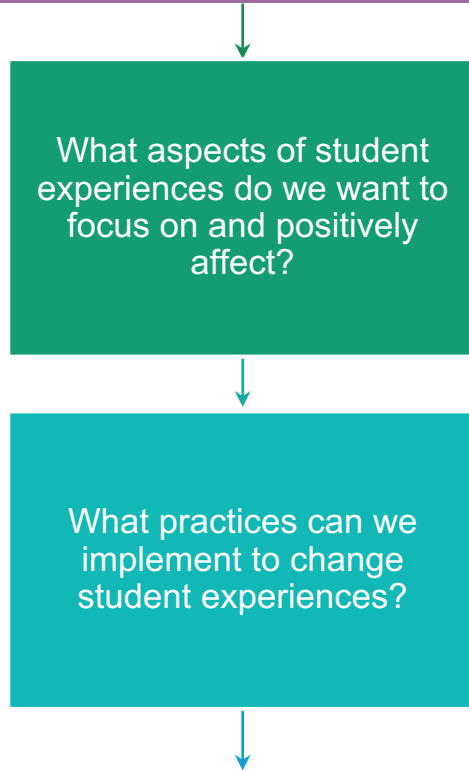 What aspects of student
experiences do we want to
focus on and positively
affect?
What practices can we
implement to change
student experiences?